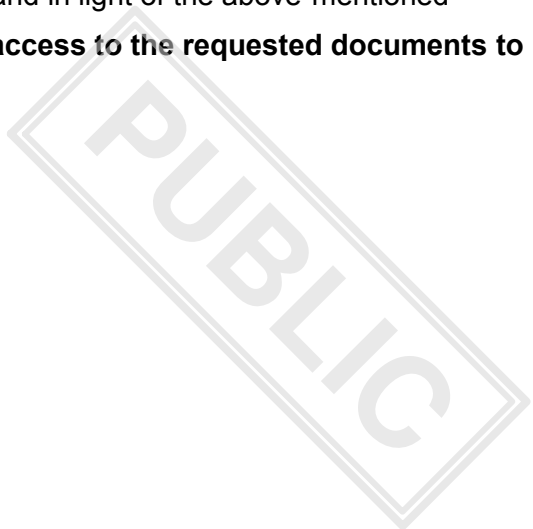 and in light of the above-mentioned
access to the requested documents to
PUBLIC